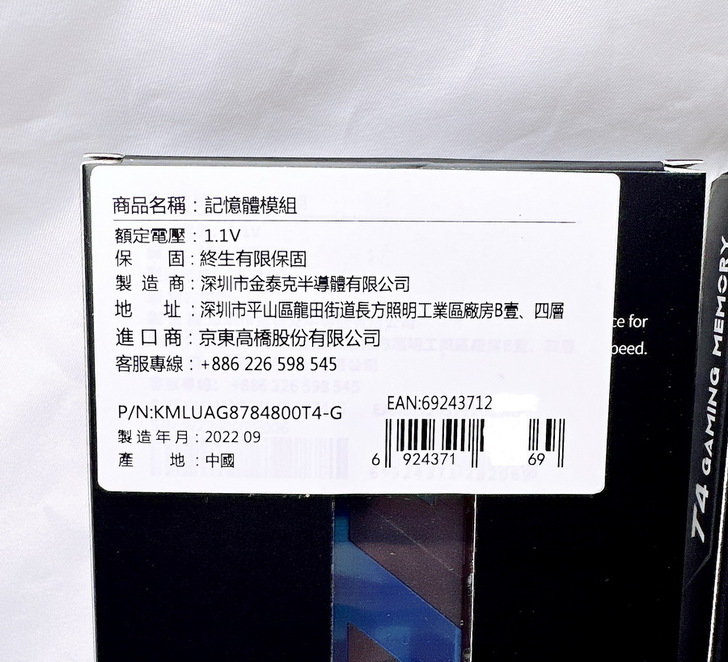 商品名稱：記憶體模組
額定電壓：1.1V
保 固：終生有限保固
製 造 商：深圳市金泰克半導體有限公司
地 址：深圳市平山區龍田街道長方照明工業區廠房B壹、四層
進 口 商：京東高橋股份有限公司
客服專線：+886 226 598 545
P/N:KMLUAG8784800T4-G
製造年月：2022 09
產 地：中國
EAN:69243712
6 924371 69
ce for
peed.
T4 GAMING MEMORY